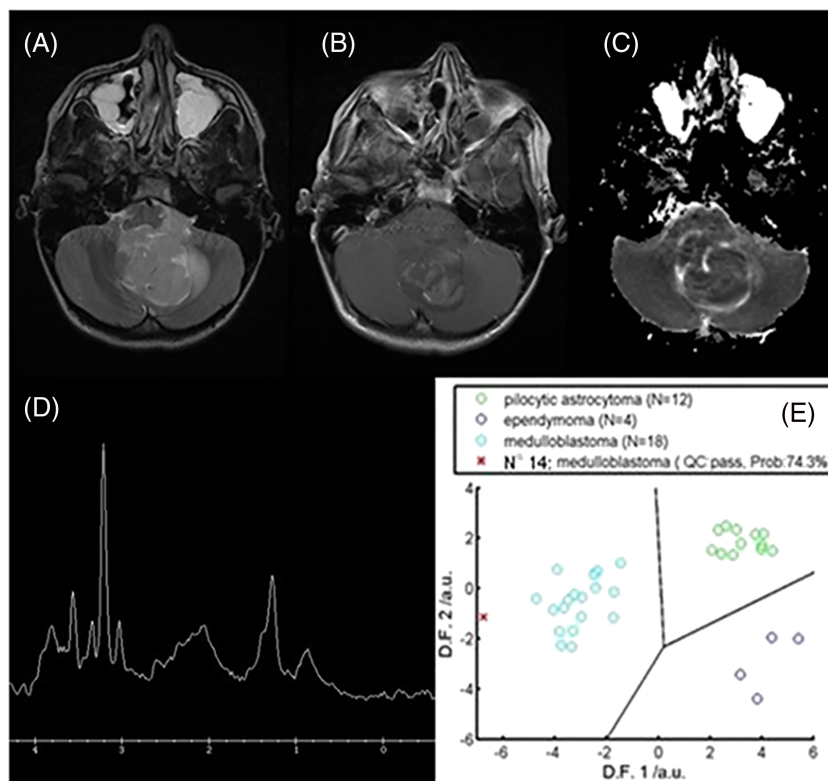 (A)
(B)
(C)
(D)
4 3 2 1 0
(E)
pilocytic astrocytoma (N=12)
ependymoma (N=4)
medulloblastoma (N=18)
N° 14: medulloblastoma ( QC:pass, Prob:74.3%
D.F. 2 /a.u.
4
2
0
-2
-4
-6
-6 -4 -2 0 2 4 6
D.F. 1 /a.u.